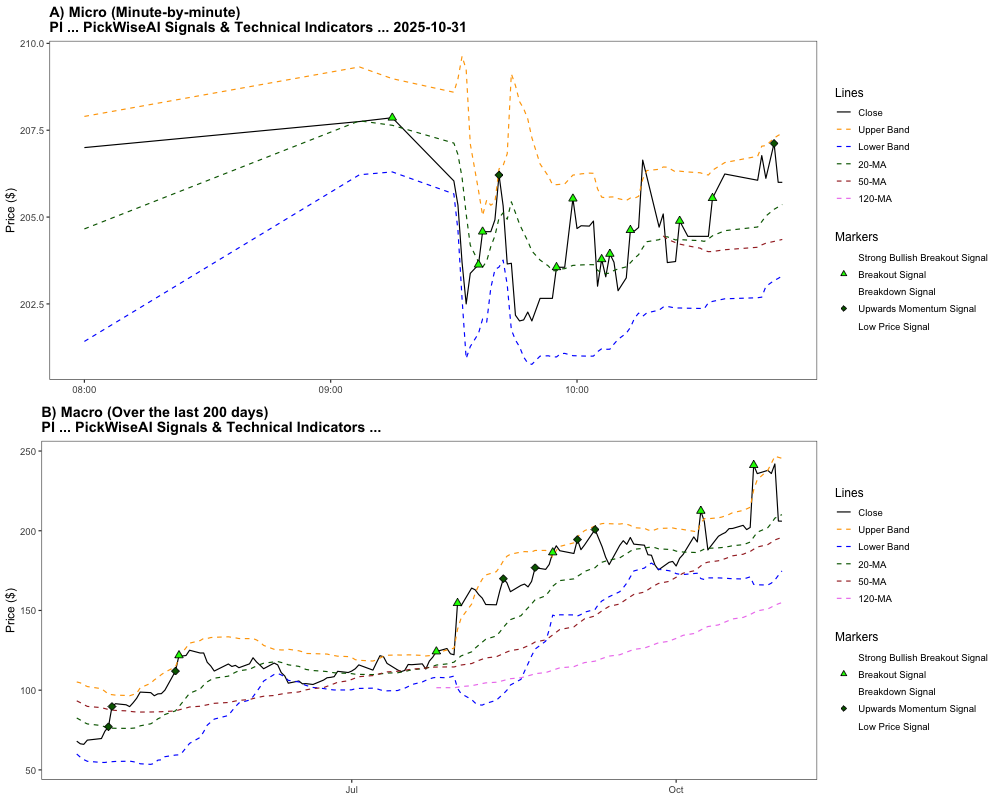 A) Micro (Minute-by-minute)
PI ... PickWiseAI Signals & Technical Indicators ... 2025-10-31
Price ($)
210.0
207.5
205.0
202.5
08:00
09:00
10:00
Lines
Close
Upper Band
Lower Band
20-MA
50-MA
120-MA
Markers
Strong Bullish Breakout Signal
Breakout Signal
Breakdown Signal
Upwards Momentum Signal
Low Price Signal
B) Macro (Over the last 200 days)
PI ... PickWiseAI Signals & Technical Indicators ...
Price ($)
250
200
150
100
50
Jul
Oct
Lines
Close
Upper Band
Lower Band
20-MA
50-MA
120-MA
Markers
Strong Bullish Breakout Signal
Breakout Signal
Breakdown Signal
Upwards Momentum Signal
Low Price Signal